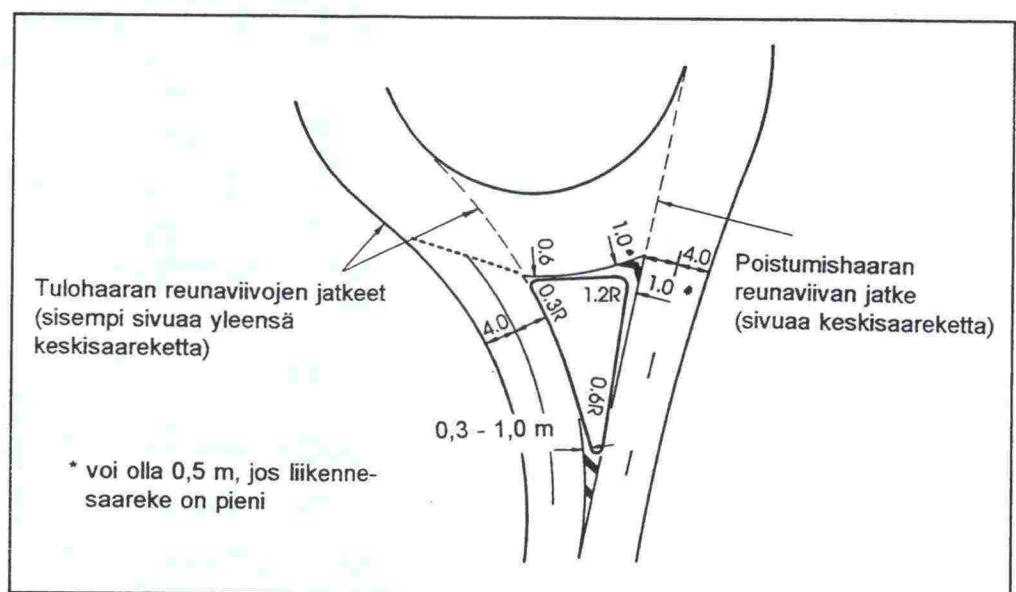 Tulohaaran reunaviivojen jatkeet
(sisempi sivuaa yleensä
keskisaareketta)
0.6
1.0*
4.0
1.0 *
0.3R
1.2R
4.0
0.6R
0,3 - 1,0 m
Poistumishaaran
reunaviivan jatke
(sivuaa keskisaareketta)
* voi olla 0,5 m, jos liikenne-
saareke on pieni